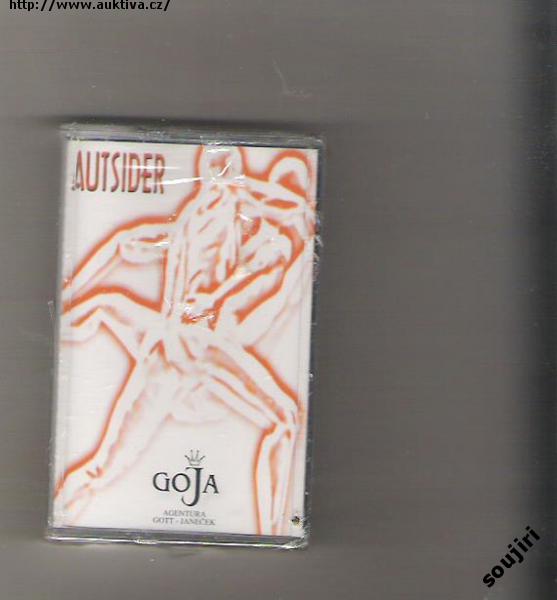 http://www.auktiva.cz/
AUTSIDER
GOJA
AGENTURA
GOTT - JANEČEK
soujiri